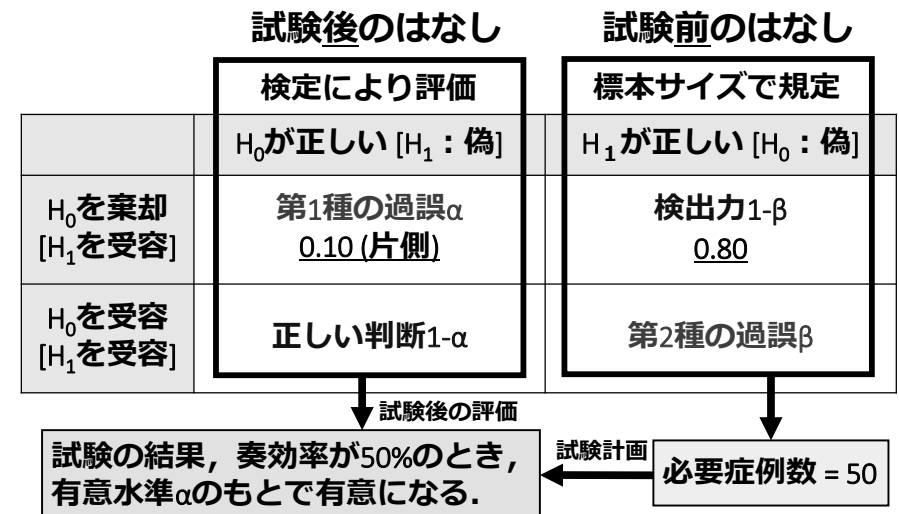 試験後のはなし
試験前のはなし
検定により評価
標本サイズで規定
H₀が正しい [H₁：偽]
H₁が正しい [H₀：偽]
H₀を棄却
[H₁を受容]
第1種の過誤α
0.10 (片側)
検出力1-β
0.80
H₀を受容
[H₁を受容]
正しい判断1-α
第2種の過誤β
試験後の評価
試験の結果，奏効率が50%のとき，
有意水準αのもとで有意になる．
試験計画
必要症例数 = 50